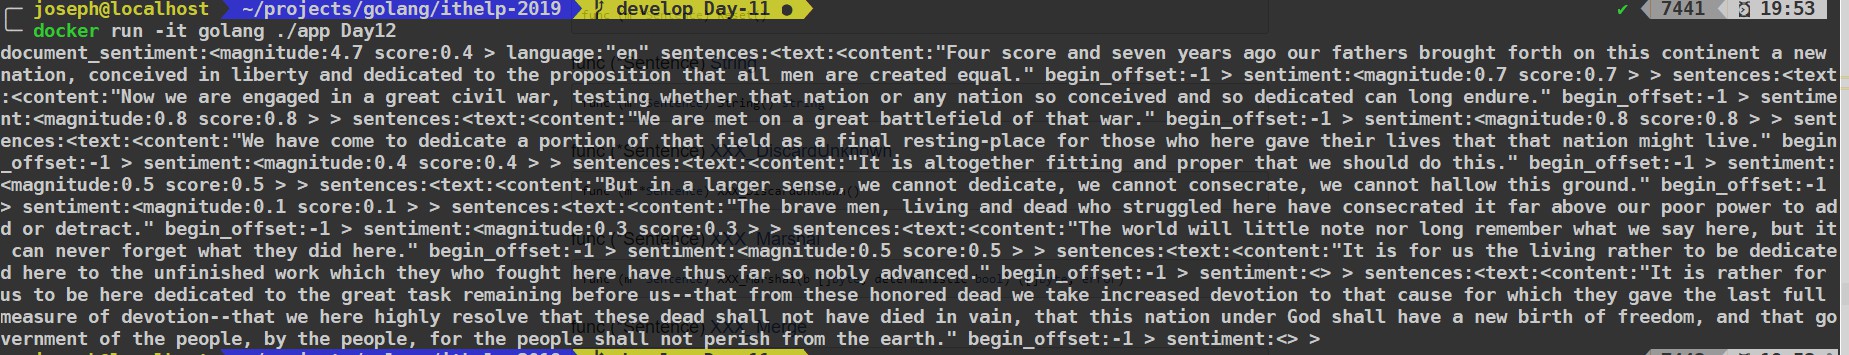 joseph@localhost ~/projects/golang/ithelp-2019 develop Day-11 ● ✔ 7441 19:53
docker run -it golang ./app Day12
document_sentiment:<magnitude:4.7 score:0.4 > language:"en" sentences:<text:<content:"Four score and seven years ago our fathers brought forth on this continent a new
nation, conceived in liberty and dedicated to the proposition that all men are created equal." begin_offset:-1 > sentiment:<magnitude:0.7 score:0.7 > > sentences:<text
:<content:"Now we are engaged in a great civil war, testing whether that nation or any nation so conceived and so dedicated can long endure." begin_offset:-1 > sentime
nt:<magnitude:0.8 score:0.8 > > sentences:<text:<content:"We are met on a great battlefield of that war." begin_offset:-1 > sentiment:<magnitude:0.8 score:0.8 > > sent
ences:<text:<content:"We have come to dedicate a portion of that field as a final resting-place for those who here gave their lives that that nation might live." begin
_offset:-1 > sentiment:<magnitude:0.4 score:0.4 > > sentences:<text:<content:"It is altogether fitting and proper that we should do this." begin_offset:-1 > sentiment:
<magnitude:0.5 score:0.5 > > sentences:<text:<content:"But in a larger sense, we cannot dedicate, we cannot consecrate, we cannot hallow this ground." begin_offset:-1
> sentiment:<magnitude:0.1 score:0.1 > > sentences:<text:<content:"The brave men, living and dead who struggled here have consecrated it far above our poor power to ad
d or detract." begin_offset:-1 > sentiment:<magnitude:0.3 score:0.3 > > sentences:<text:<content:"The world will little note nor long remember what we say here, but it
can never forget what they did here." begin_offset:-1 > sentiment:<magnitude:0.5 score:0.5 > > sentences:<text:<content:"It is for us the living rather to be dedicate
d here to the unfinished work which they who fought here have thus far so nobly advanced." begin_offset:-1 > sentiment:<> > sentences:<text:<content:"It is rather for
us to be here dedicated to the great task remaining before us--that from these honored dead we take increased devotion to that cause for which they gave the last full
measure of devotion--that we here highly resolve that these dead shall not have died in vain, that this nation under God shall have a new birth of freedom, and that go
vernment of the people, by the people, for the people shall not perish from the earth." begin_offset:-1 > sentiment:<> >